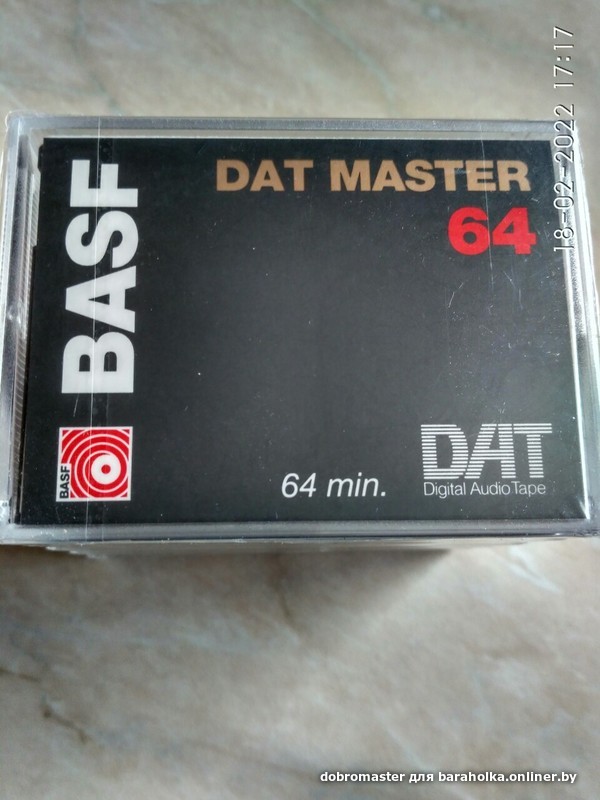 BASF
DAT MASTER
64
BASF
64 min.
DAT
Digital Audio Tape
18-02-2022 17:17
dobromaster для baraholka.onliner.by